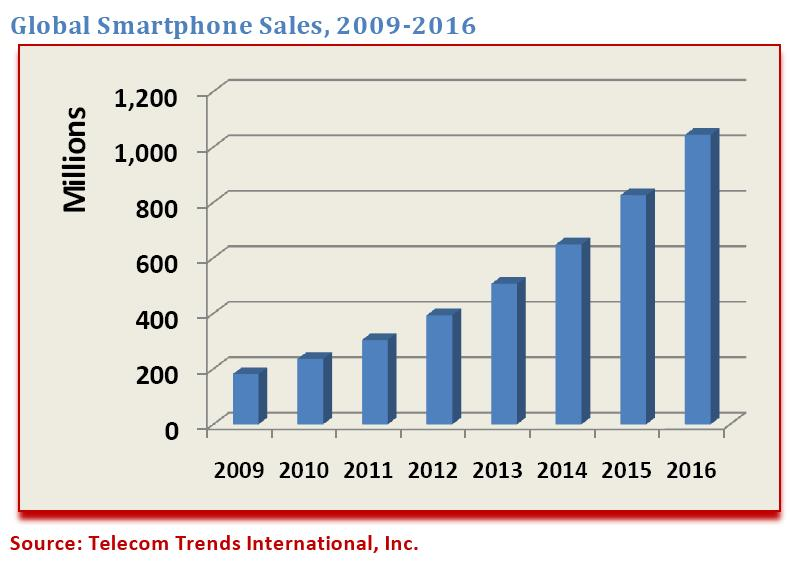 Global Smartphone Sales, 2009-2016
Millions
1,200
1,000
800
600
400
200
0
2009 2010 2011 2012 2013 2014 2015 2016
Source: Telecom Trends International, Inc.